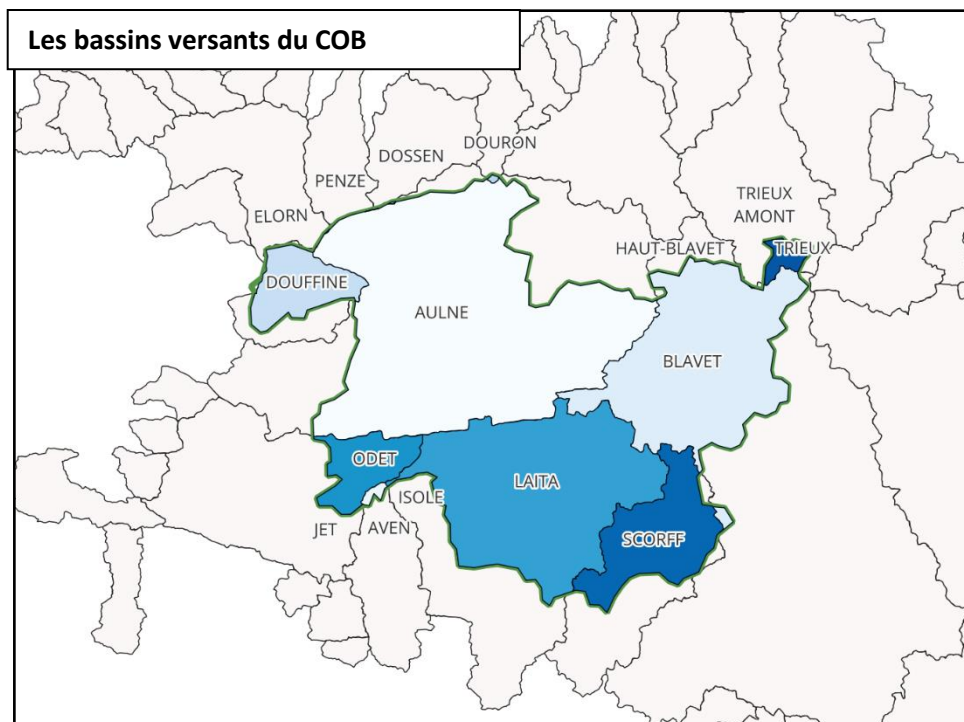 Les bassins versants du COB
DOURON
DOSSEN
PENZE
TRIEUX
AMONT
ELORN
HAUT-BLAVET
TRIEUX
DOUFFINE
AULNE
BLAVET
ODET
LAITA
ISOLE
JET
AVEN
SCORFF